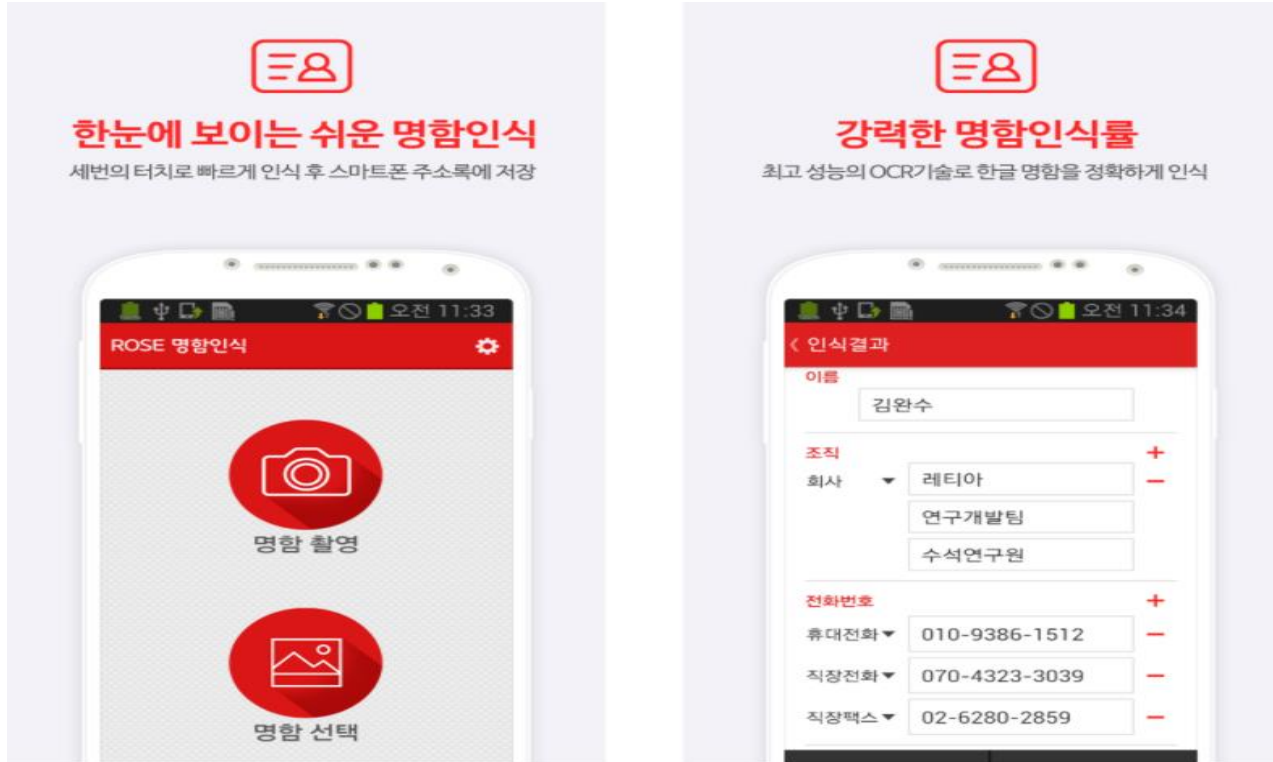 한눈에 보이는 쉬운 명함인식
세번의 터치로 빠르게 인식 후 스마트폰 주소록에 저장
오전 11:33
ROSE 명함인식
명함 촬영
명함 선택
강력한 명함인식률
최고 성능의 OCR기술로 한글 명함을 정확하게 인식
오전 11:34
인식결과
이름
김완수
조직
회사 레티아
연구개발팀
수석연구원
전화번호
휴대전화 010-9386-1512
직장전화 070-4323-3039
직장팩스 02-6280-2859